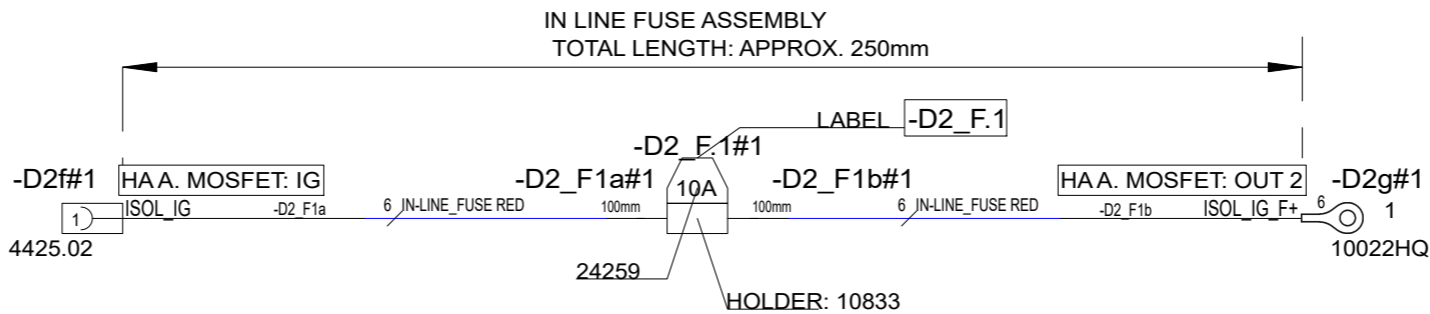 IN LINE FUSE ASSEMBLY
TOTAL LENGTH: APPROX. 250mm
LABEL -D2_F.1
-D2_F.1#1
-D2f#1 HA A. MOSFET: IG -D2_F1a#1 10A -D2_F1b#1 HA A. MOSFET: OUT 2 -D2g#1
1 ISOL_IG -D2_F1a 6 IN-LINE_FUSE RED 100mm 100mm 6 IN-LINE_FUSE RED -D2_F1b ISOL_IG_F+ 6 1
4425.02 10022HQ
24259
HOLDER: 10833